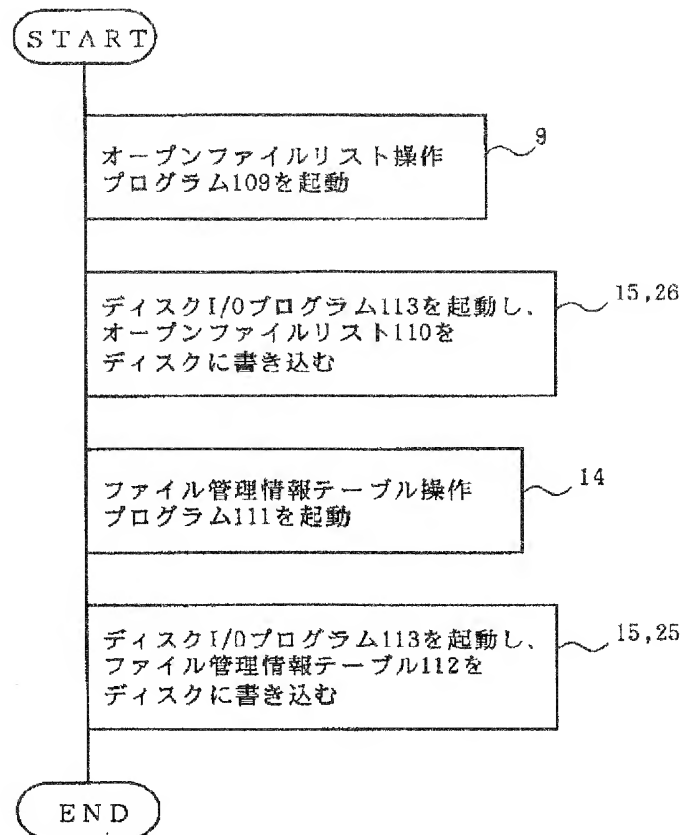 START
オープンファイルリスト操作
プログラム109を起動
9
ディスクI/Oプログラム113を起動し、
オープンファイルリスト110を
ディスクに書き込む
15,26
ファイル管理情報テーブル操作
プログラム111を起動
14
ディスクI/Oプログラム113を起動し、
ファイル管理情報テーブル112を
ディスクに書き込む
15,25
END